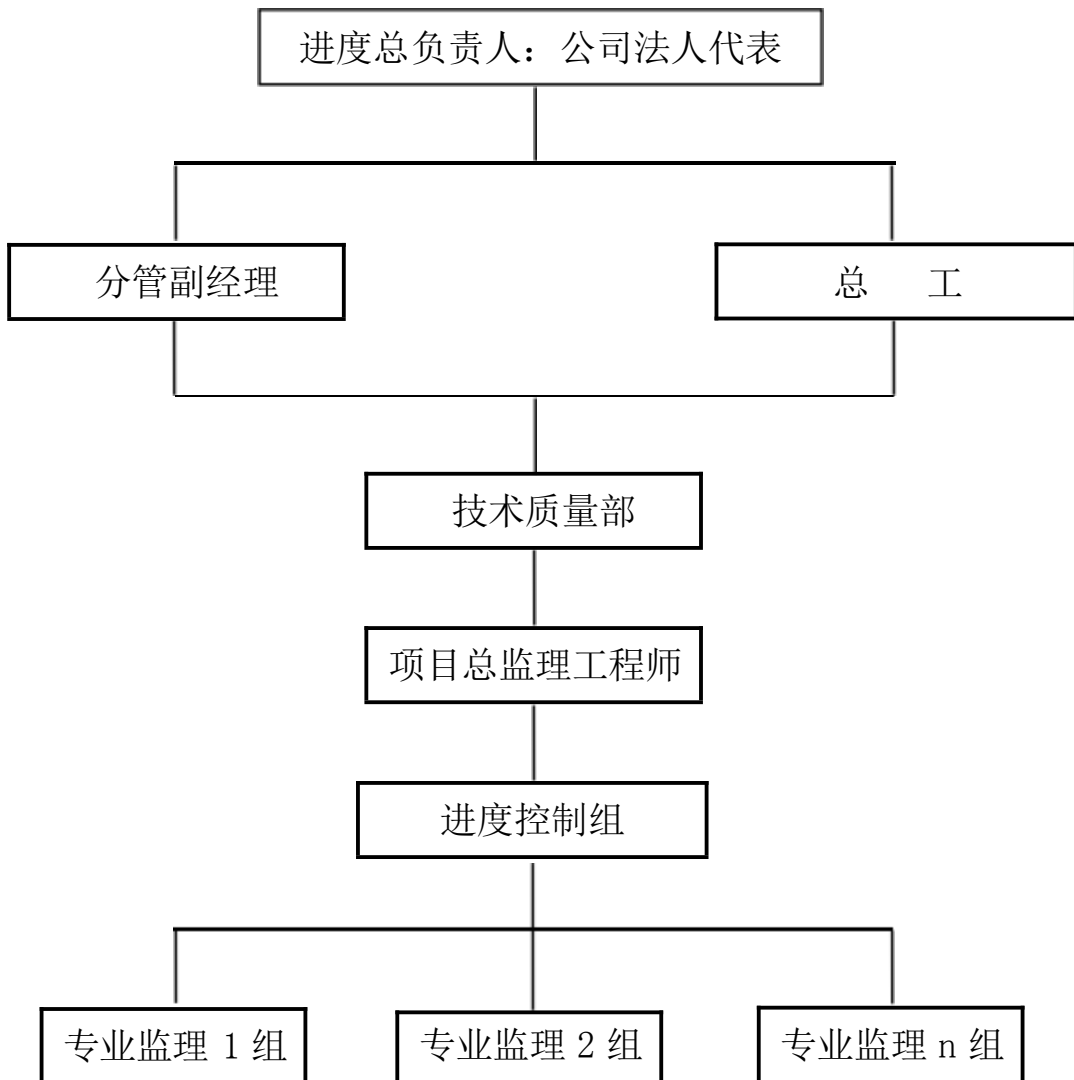 进度总负责人：公司法人代表
分管副经理
总 工
技术质量部
项目总监理工程师
进度控制组
专业监理 1 组
专业监理 2 组
专业监理 n 组